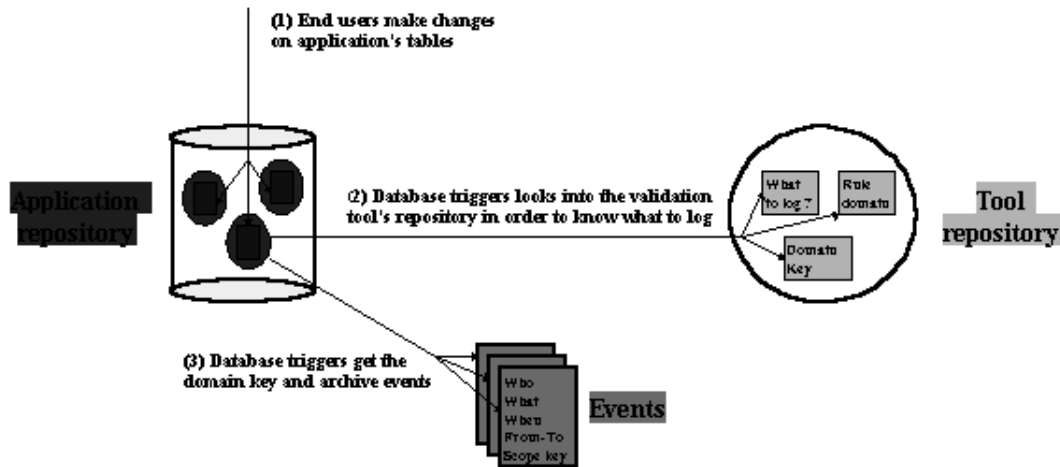 (1) End users make changes
on application's tables
Application
repository
(2) Database triggers looks into the validation
tool's repository in order to know what to log
What
to log ?
Rule
domain
Domain
Key
Tool
repository
(3) Database triggers get the
domain key and archive events
Who
What
When
From-To
Scope key
Events